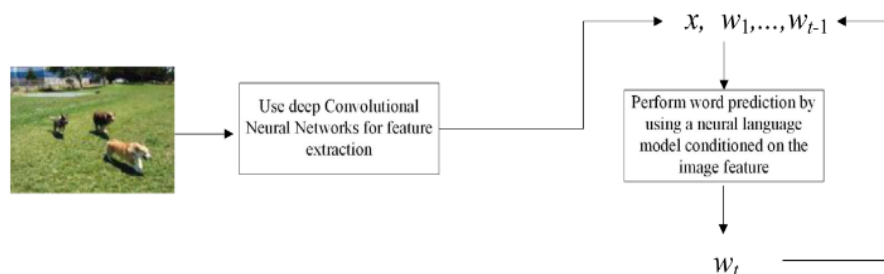 x, w1,...,wt-1
Use deep Convolutional
Neural Networks for feature
extraction
Perform word prediction by
using a neural language
model conditioned on the
image feature
wt